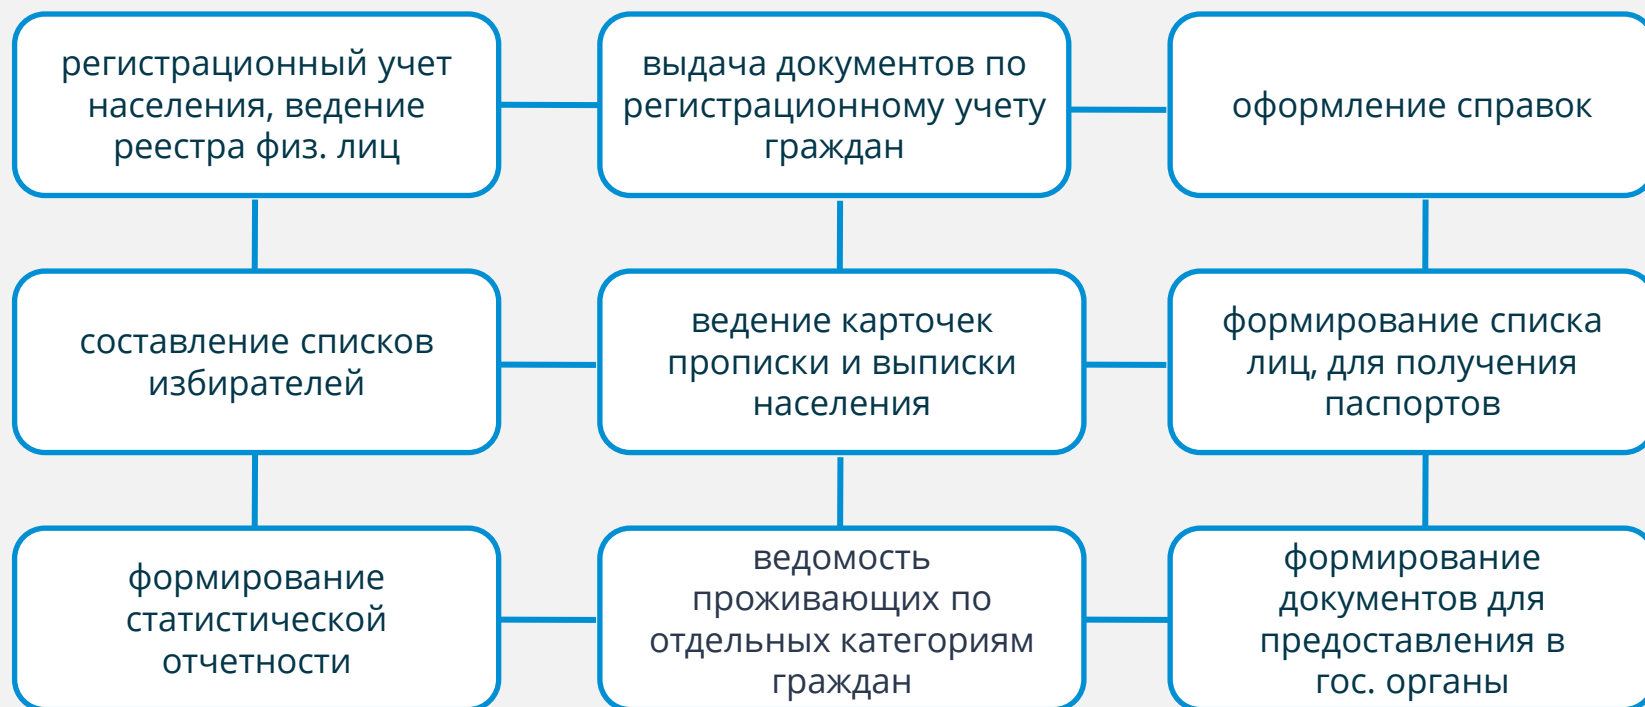 регистрационный учет
населения, ведение
реестра физ. лиц
выдача документов по
регистрационному учету
граждан
оформление справок
составление списков
избирателей
ведение карточек
прописки и выписки
населения
формирование списка
лиц, для получения
паспортов
формирование
статистической
отчетности
ведомость
проживающих по
отдельных категориям
граждан
формирование
документов для
предоставления в
гос. органы